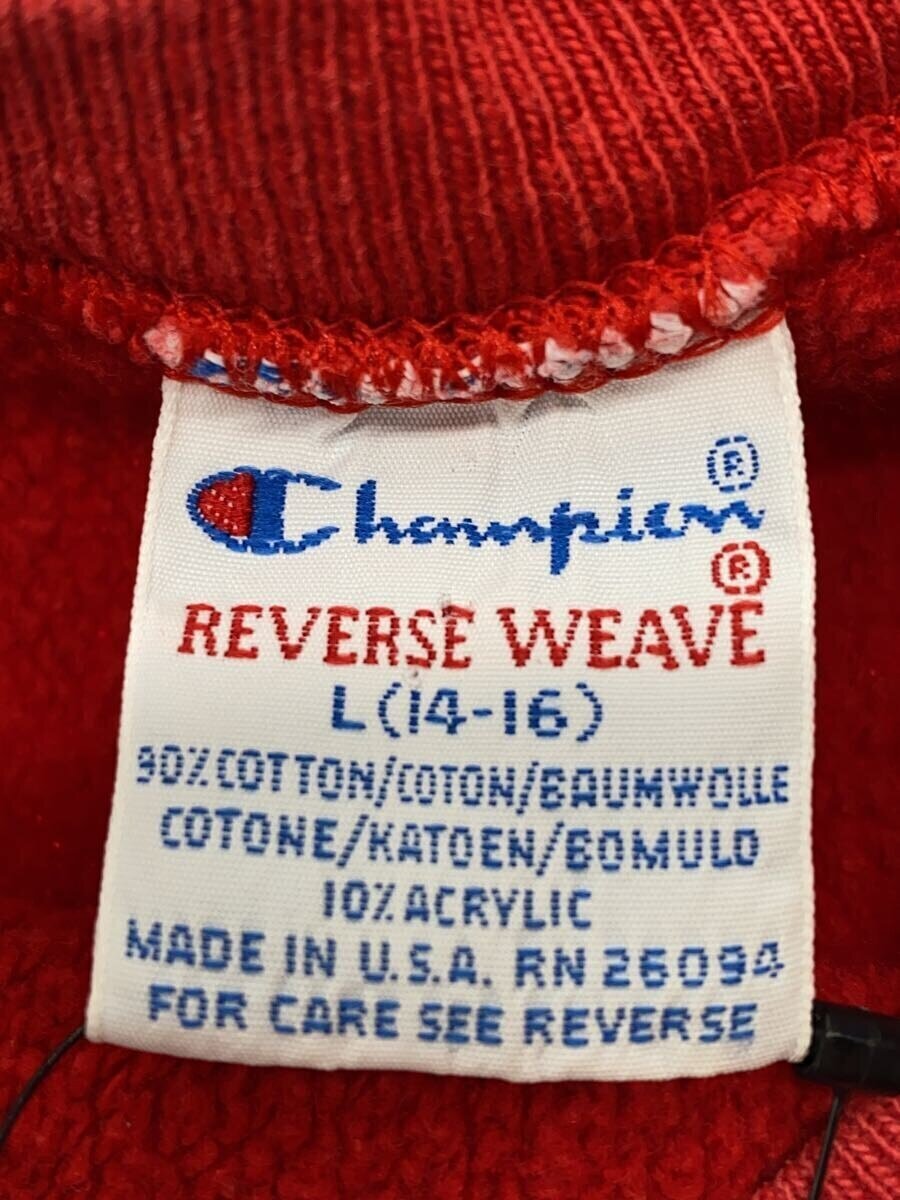 Champion®
REVERSE WEAVE®
L(14-16)
90% COTTON/COTON/BAUMWOLLE
COTONE/KATOEN/BOMULD
10% ACRYLIC
MADE IN U.S.A. RN 26094
FOR CARE SEE REVERSE